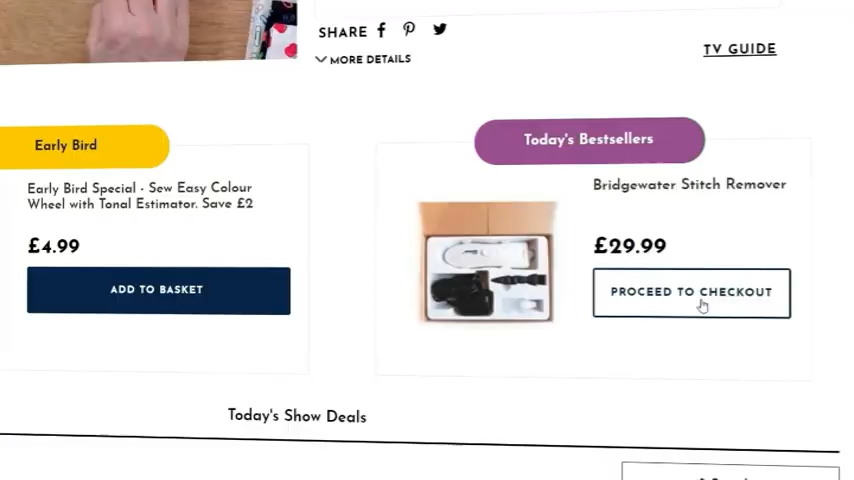 SHARE
MORE DETAILS
TV GUIDE
Early Bird
Early Bird Special - Sew Easy Colour
Wheel with Tonal Estimator. Save £2
£4.99
ADD TO BASKET
Today's Bestsellers
Bridgewater Stitch Remover
£29.99
PROCEED TO CHECKOUT
Today's Show Deals